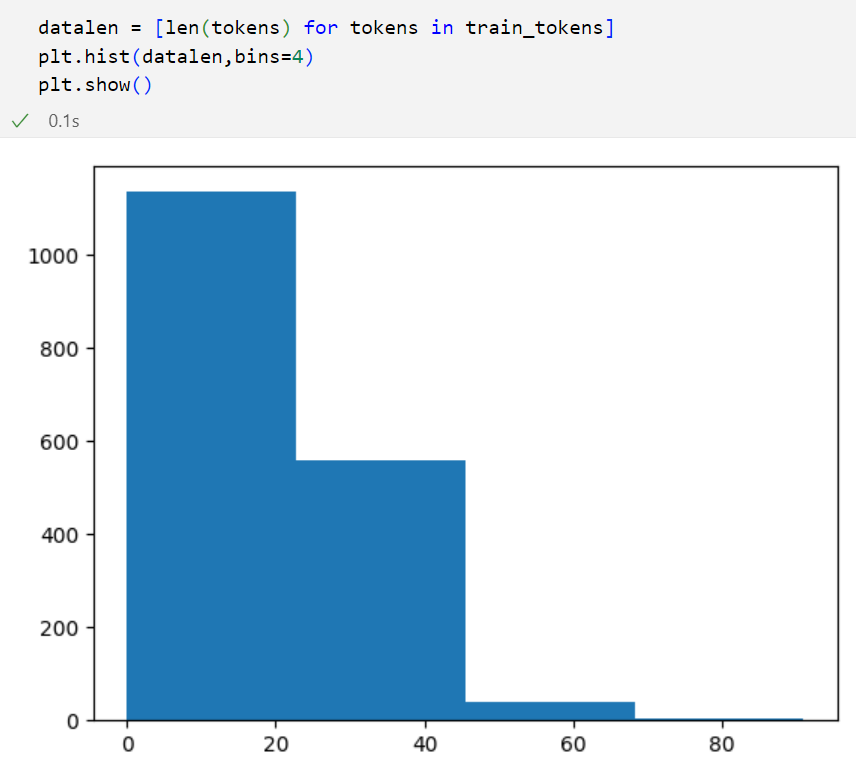 datalen = [len(tokens) for tokens in train_tokens]
plt.hist(datalen,bins=4)
plt.show()
✓ 0.1s
1000
800
600
400
200
0
0 20 40 60 80